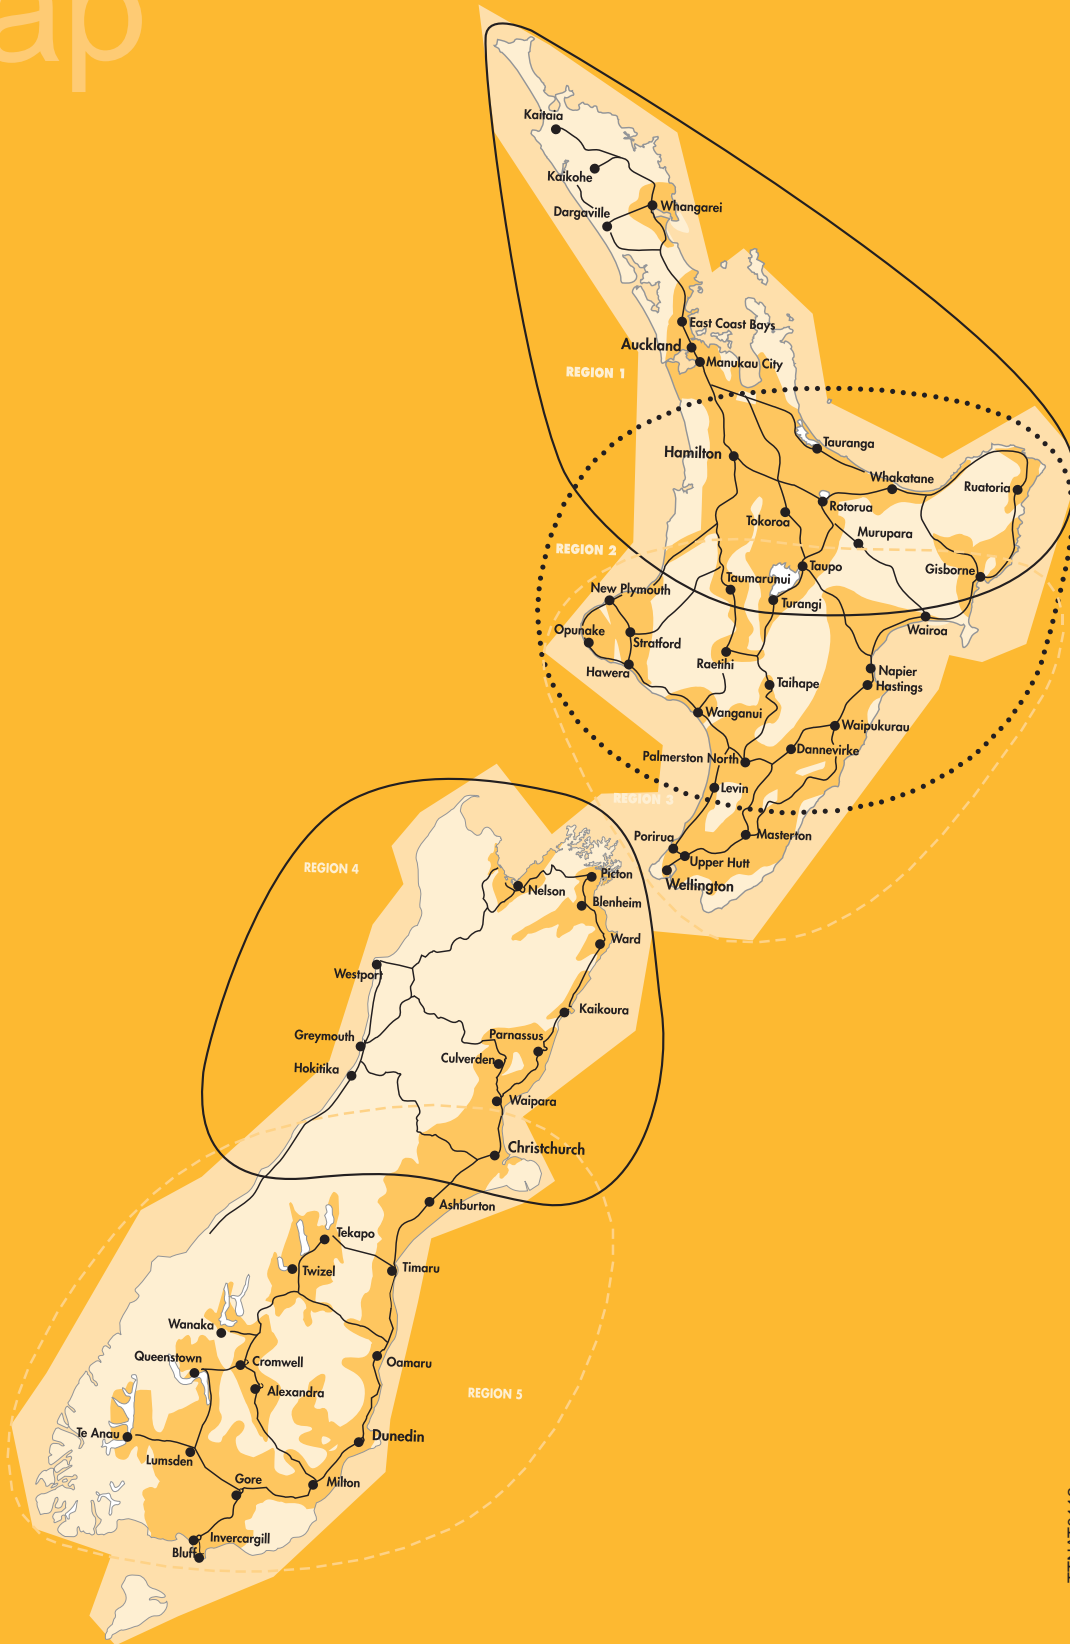 ap
Kaitaia
Kaikohe
Dargaville
Whangarei
East Coast Bays
Auckland
Manukau City
REGION 1
Tauranga
Hamilton
Whakatane
Ruatoria
Rotorua
Tokoroa
Murupara
REGION 2
Taupo
Gisborne
Taumarunui
New Plymouth
Turangi
Opunake
Wairoa
Stratford
Raetihi
Hawera
Napier
Taihape
Hastings
Wanganui
Waipukurau
Dannevirke
Palmerston North
Levin
REGION 3
Porirua
Masterton
Upper Hutt
Wellington
REGION 4
Picton
Nelson
Blenheim
Ward
Westport
Kaikoura
Greymouth
Parnassus
Culverden
Hokitika
Waipara
Christchurch
Ashburton
Tekapo
Twizel
Timaru
Wanaka
Queenstown
Cromwell
Oamaru
Alexandra
REGION 5
Te Anau
Dunedin
Lumsden
Gore
Milton
Invercargill
Bluff